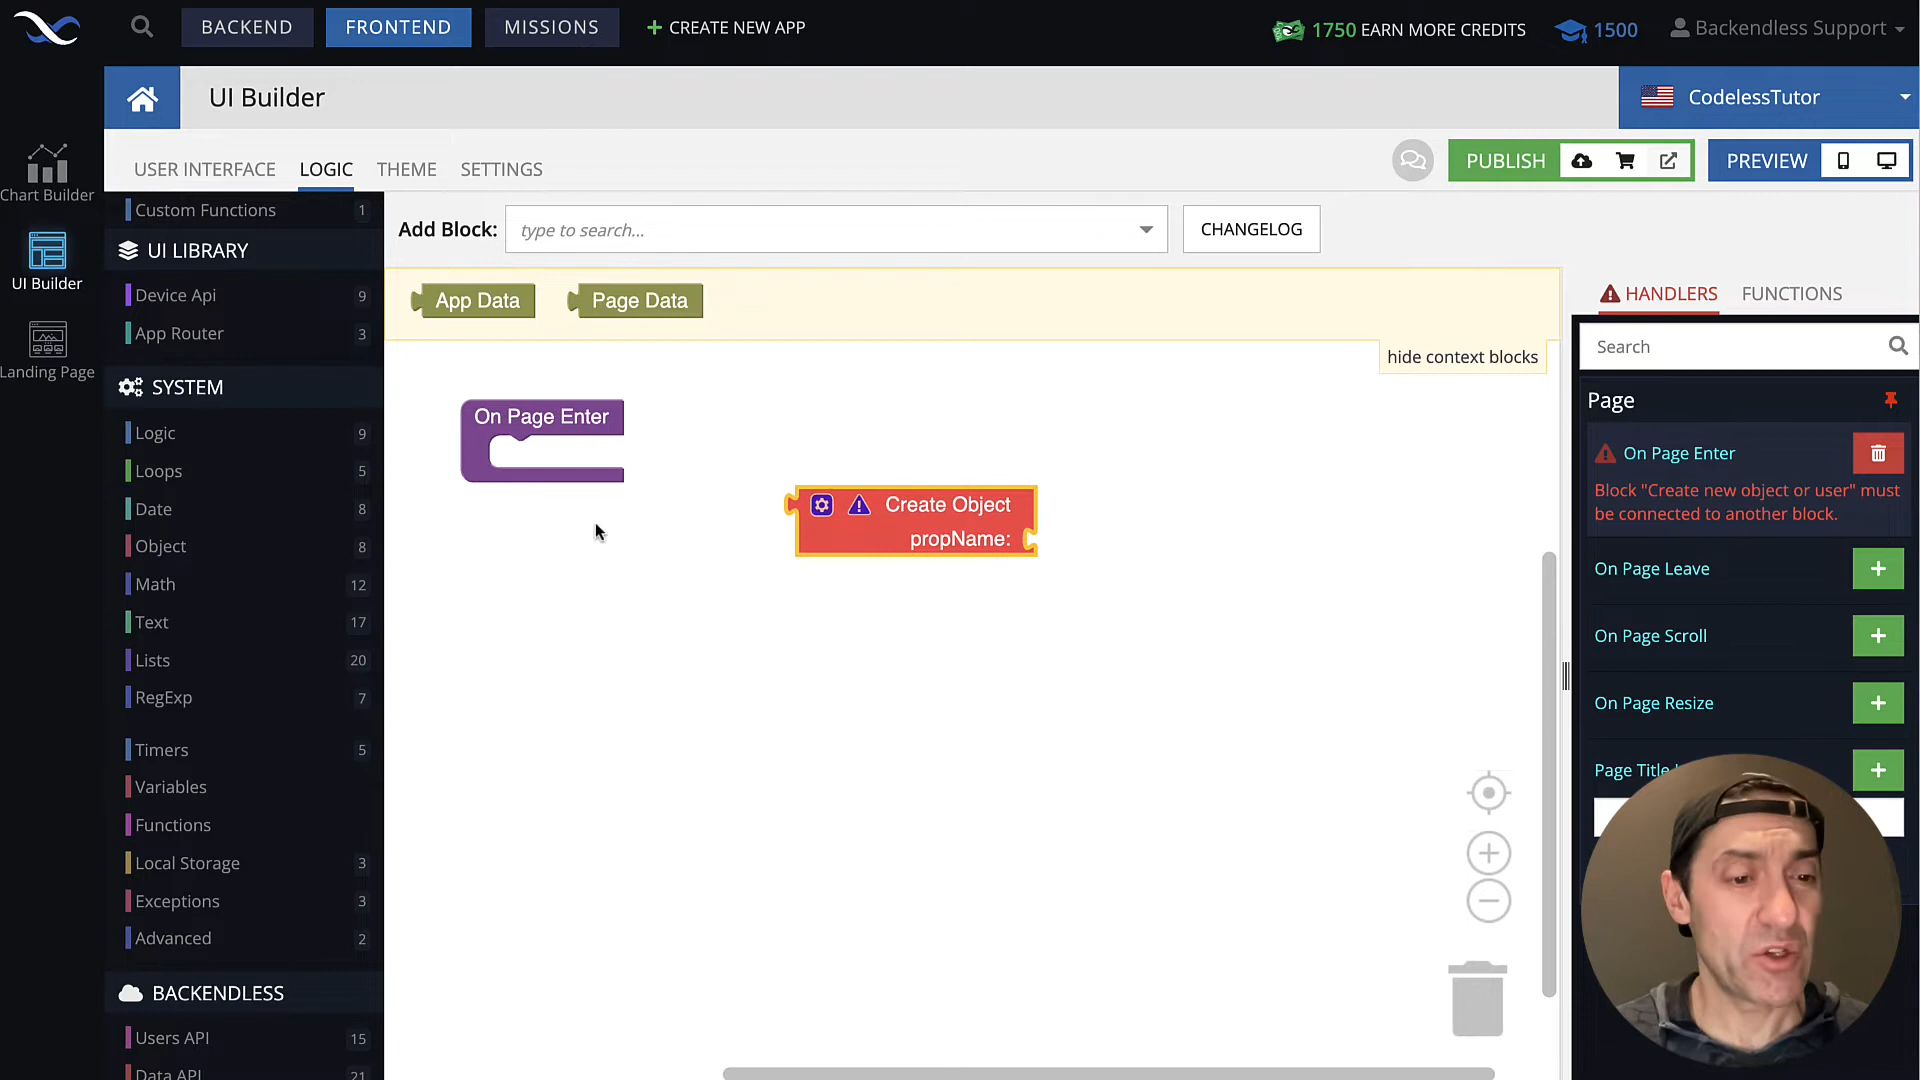 BACKEND
FRONTEND
MISSIONS
CREATE NEW APP
1750 EARN MORE CREDITS
1500
Backendless Support
UI Builder
CodelessTutor
USER INTERFACE
LOGIC
THEME
SETTINGS
PUBLISH
PREVIEW
Chart Builder
UI Builder
Landing Page
Custom Functions 1
UI LIBRARY
Device Api 9
App Router 3
SYSTEM
Logic 9
Loops 5
Date 8
Object 8
Math 12
Text 17
Lists 20
RegExp 7
Timers 5
Variables
Functions
Local Storage 3
Exceptions 3
Advanced 2
BACKENDLESS
Users API 15
Data API 21
Add Block:
type to search...
CHANGELOG
App Data
Page Data
hide context blocks
On Page Enter
Create Object
propName:
HANDLERS
FUNCTIONS
Search
Page
On Page Enter
Block "Create new object or user" must
be connected to another block.
On Page Leave
On Page Scroll
On Page Resize
Page Title